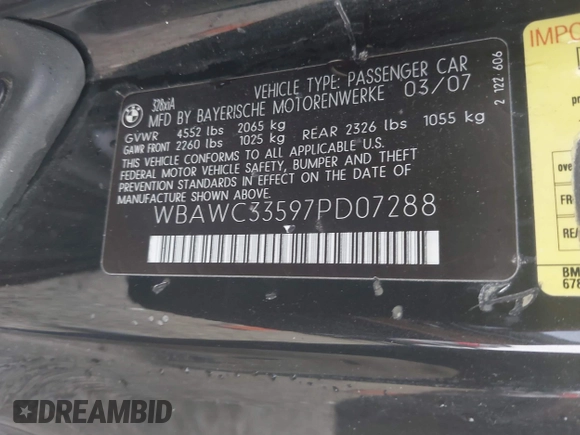 328xiA
VEHICLE TYPE: PASSENGER CAR
MFD BY BAYERISCHE MOTORENWERKE 03/07
GVWR 4552 lbs 2065 kg
GAWR FRONT 2260 lbs 1025 kg REAR 2326 lbs 1055 kg
THIS VEHICLE CONFORMS TO ALL APPLICABLE U.S.
FEDERAL MOTOR VEHICLE SAFETY, BUMPER AND THEFT
PREVENTION STANDARDS IN EFFECT ON THE DATE OF
MANUFACTURE SHOWN ABOVE.
WBAWC33597PD07288
2 122 606
IMPO
BM
678
DREAMBID